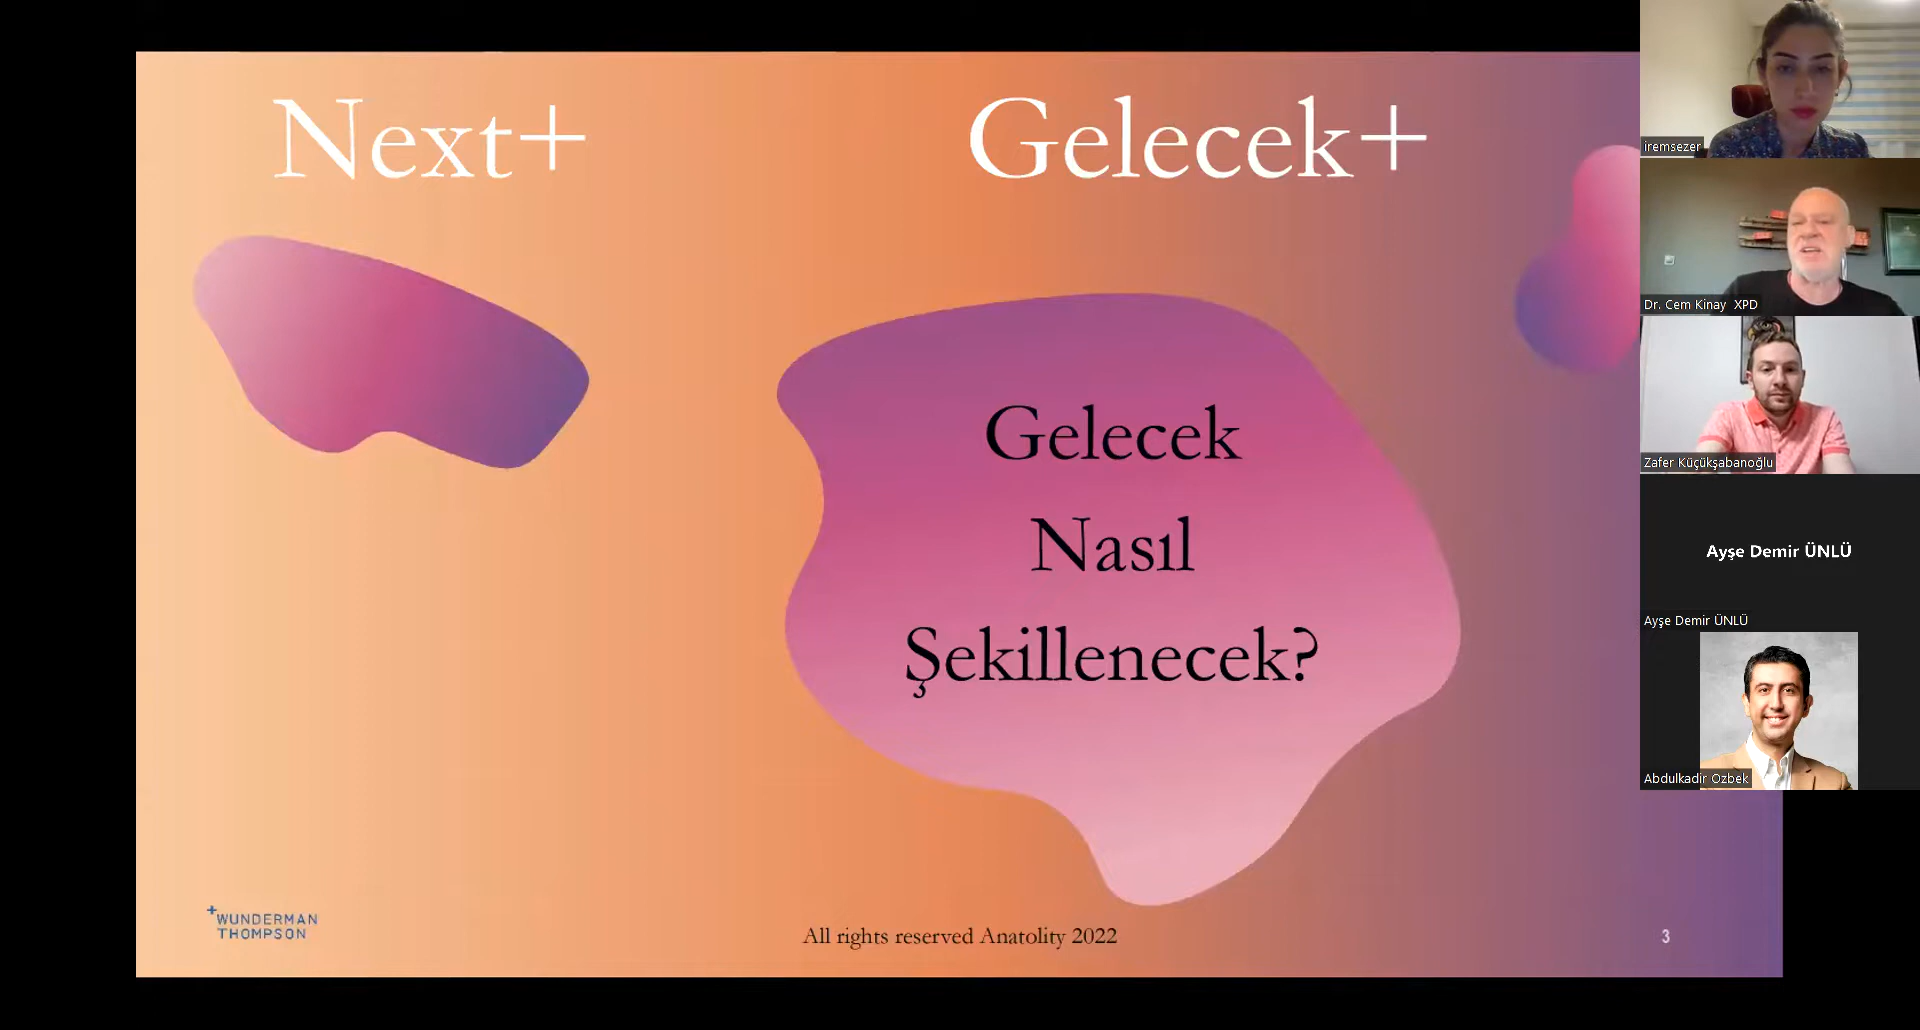 Next+
Gelecek+
Gelecek
Nasıl
Şekillenecek?
+WUNDERMAN
THOMPSON
All rights reserved Anatolity 2022
3
iremsezer
Dr. Cem Kinay XPD
Zafer Küçükşabanoğlu
Ayşe Demir ÜNLÜ
Ayşe Demir ÜNLÜ
Abdulkadir Ozbek